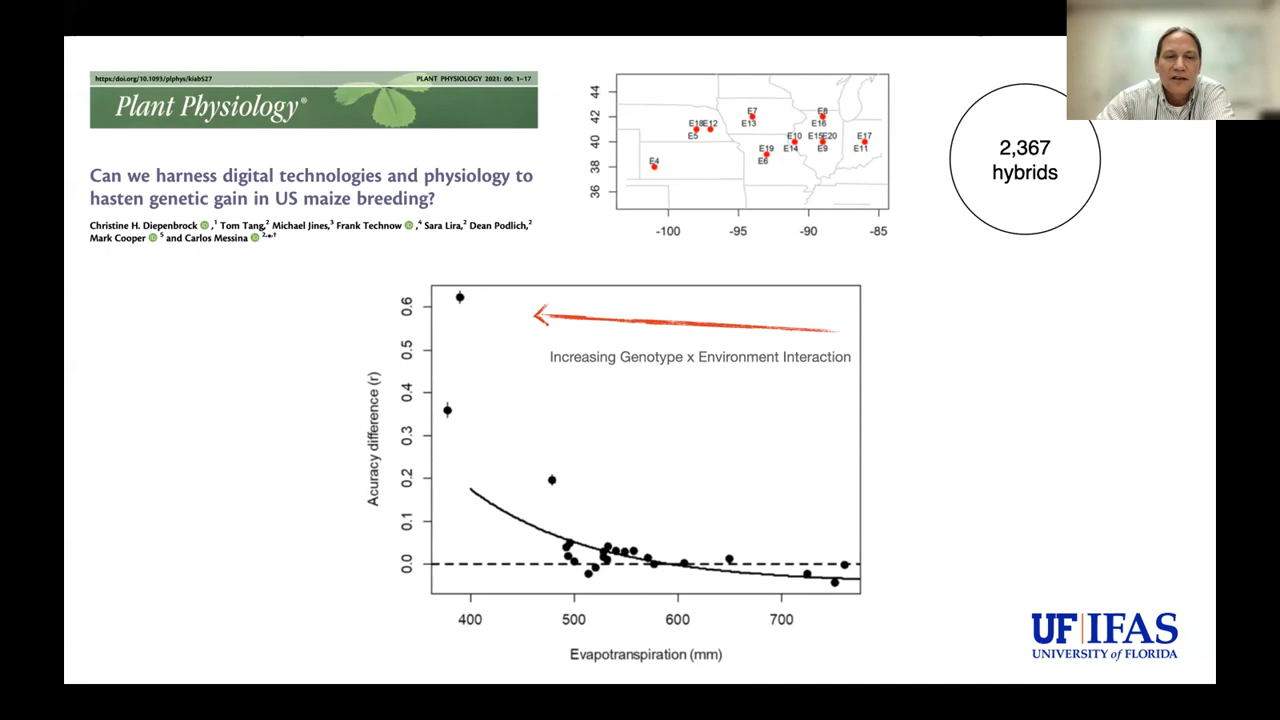 https:/doi.org/10.1093/plphys/kiab527
PLANT PHYSIOLOGY 2021: 00: 1–17
Plant Physiology®
Can we harness digital technologies and physiology to
hasten genetic gain in US maize breeding?
Christine H. Diepenbrock ,1 Tom Tang,2 Michael Jines,3 Frank Technow ,4 Sara Lira,2 Dean Podlich,2
Mark Cooper 5 and Carlos Messina 2,*,†
44
42
40
38
36
E7
E8
E18E12
E13
E16
E5
E10
E15E20
E17
E19
E14
E9
E11
E4
E6
-100
-95
-90
-85
2,367
hybrids
0.6
0.5
0.4
0.3
0.2
0.1
0.0
Acuracy difference (r)
Increasing Genotype x Environment Interaction
400
500
600
700
Evapotranspiration (mm)
UF|IFAS
UNIVERSITY of FLORIDA